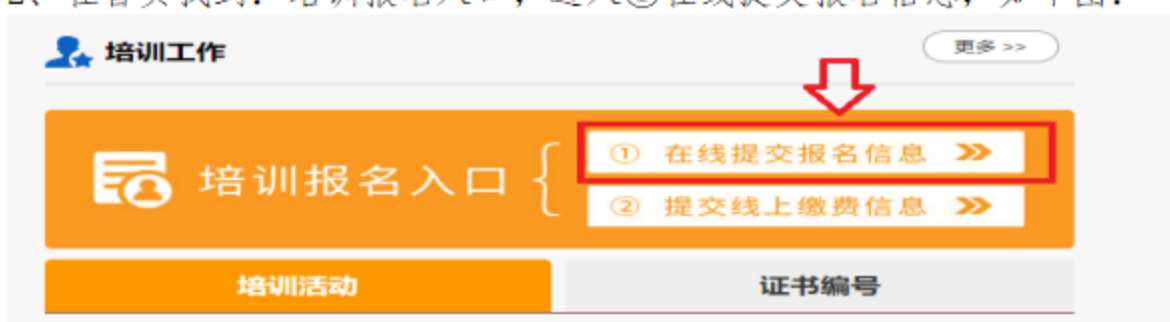 培训工作
更多 >>
培训报名入口
① 在线提交报名信息 >>
② 提交线上缴费信息 >>
培训活动
证书编号